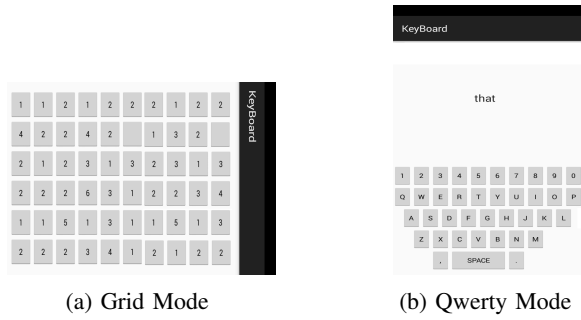 KeyBoard
1 1 2 1 2 2 2 1 2 2
4 2 2 4 2 1 3 2
2 1 2 3 1 3 2 3 1 3
2 2 2 6 3 1 2 2 3 4
1 1 5 1 3 1 1 5 1 3
2 2 2 3 4 1 2 1 2 2
(a) Grid Mode
KeyBoard
that
1 2 3 4 5 6 7 8 9 0
Q W E R T Y U I O P
A S D F G H J K L
Z X C V B N M
, SPACE .
(b) Qwerty Mode